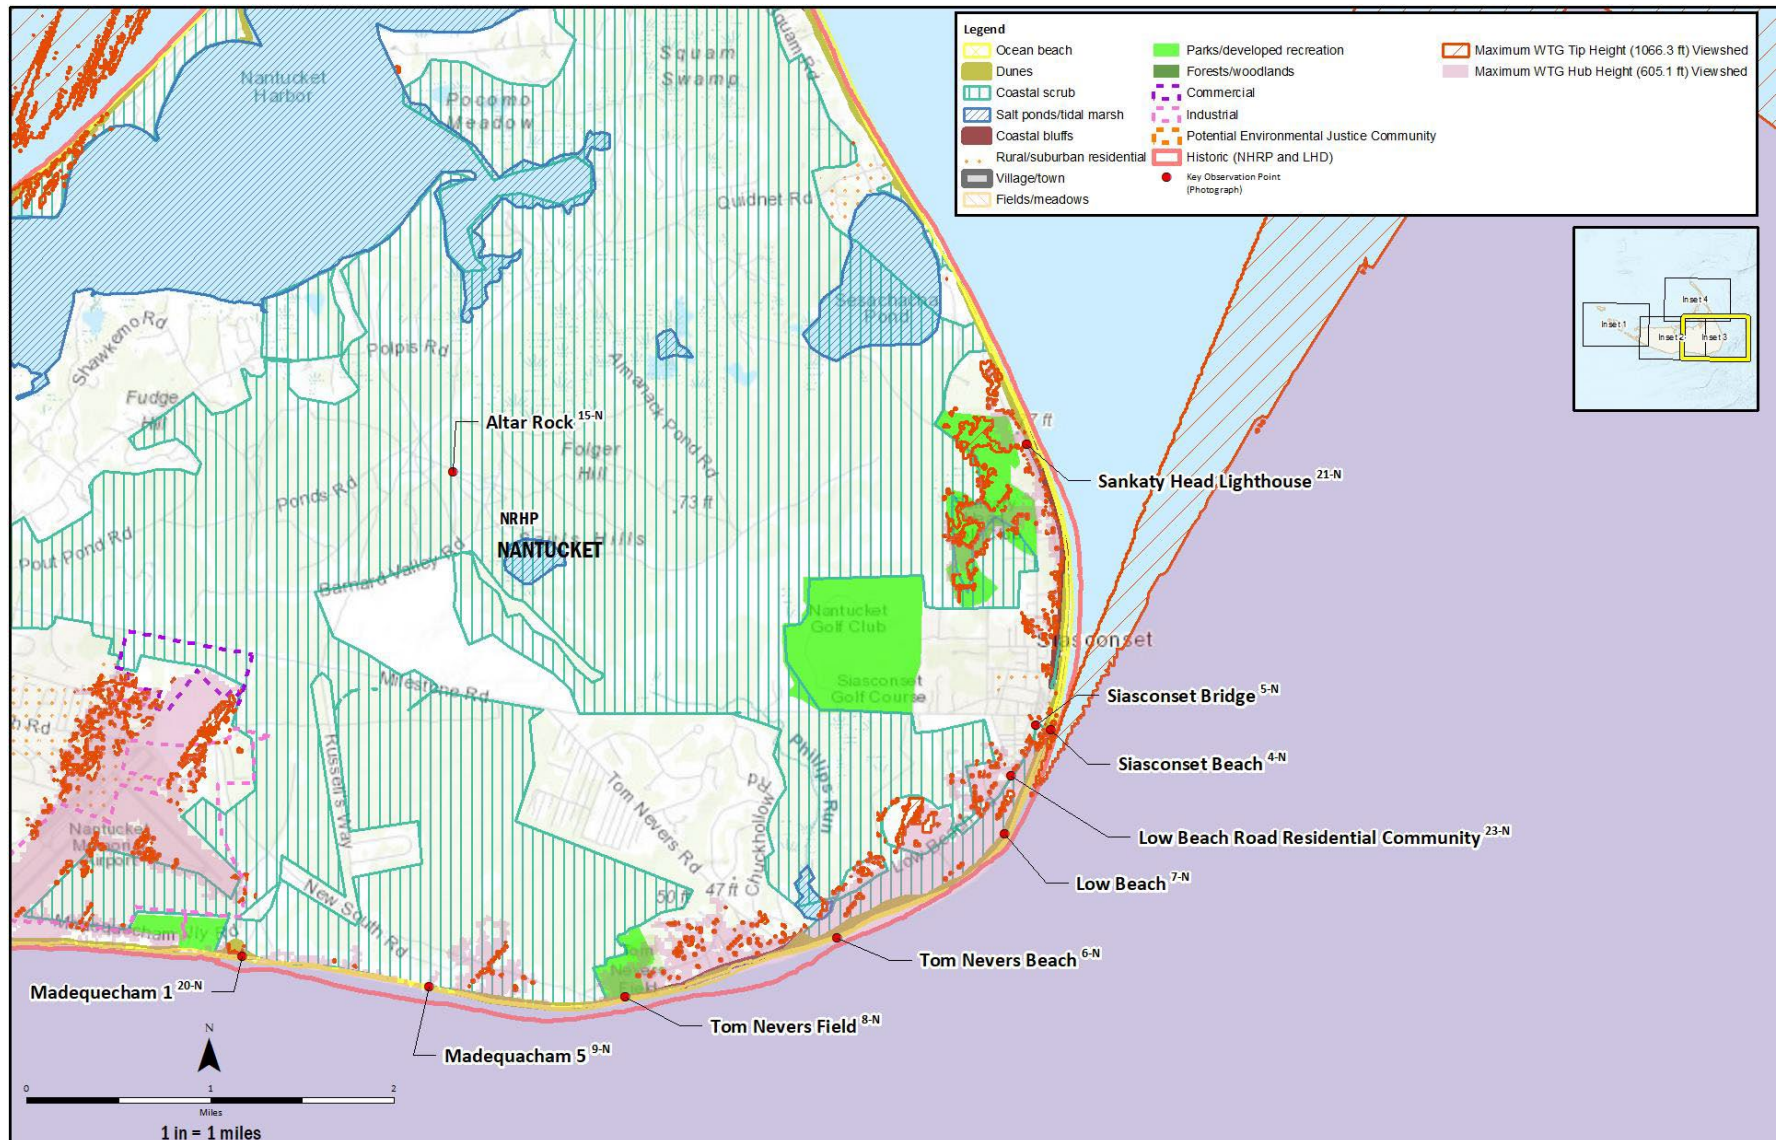 Legend
Ocean beach
Dunes
Coastal scrub
Salt ponds/tidal marsh
Coastal bluffs
Rural/suburban residential
Village/town
Fields/meadows
Parks/developed recreation
Forests/woodlands
Commercial
Industrial
Potential Environmental Justice Community
Historic (NHRP and LHD)
Key Observation Point
(Photograph)
Maximum WTG Tip Height (1066.3 ft) Viewshed
Maximum WTG Hub Height (605.1 ft) Viewshed
Inset 1
Inset 2
Inset 3
Inset 4
Nantucket
Harbor
Pocomo
Meadow
Squam
Swamp
Quidnet Rd
Sesachacha
Pond
Shawkemo Rd
Fudge
Hill
Polpis Rd
Almanack Pond Rd
Altar Rock 15-N
Folger
Hill
73 ft
7 ft
Sankaty Head Lighthouse 21-N
Ponds Rd
Pout Pond Rd
NRHP
NANTUCKET
Hills
Barnard Valley Rd
Nantucket
Golf Club
Siasconset
Golf Course
Siasconset
Milestone Rd
Siasconset Bridge 5-N
Siasconset Beach 4-N
Russell's Way
Tom Nevers Rd
Chuckhollow Rd
Phillips Run
Low Beach
Low Beach Road Residential Community 23-N
Low Beach 7-N
Nantucket
Airport
New South Rd
50 ft
47 ft
Tom
Nevers
Field
Tom Nevers Beach 6-N
Madequecham 1 20-N
Tom Nevers Field 8-N
Madequacham 5 9-N
N
0
1
2
Miles
1 in = 1 miles